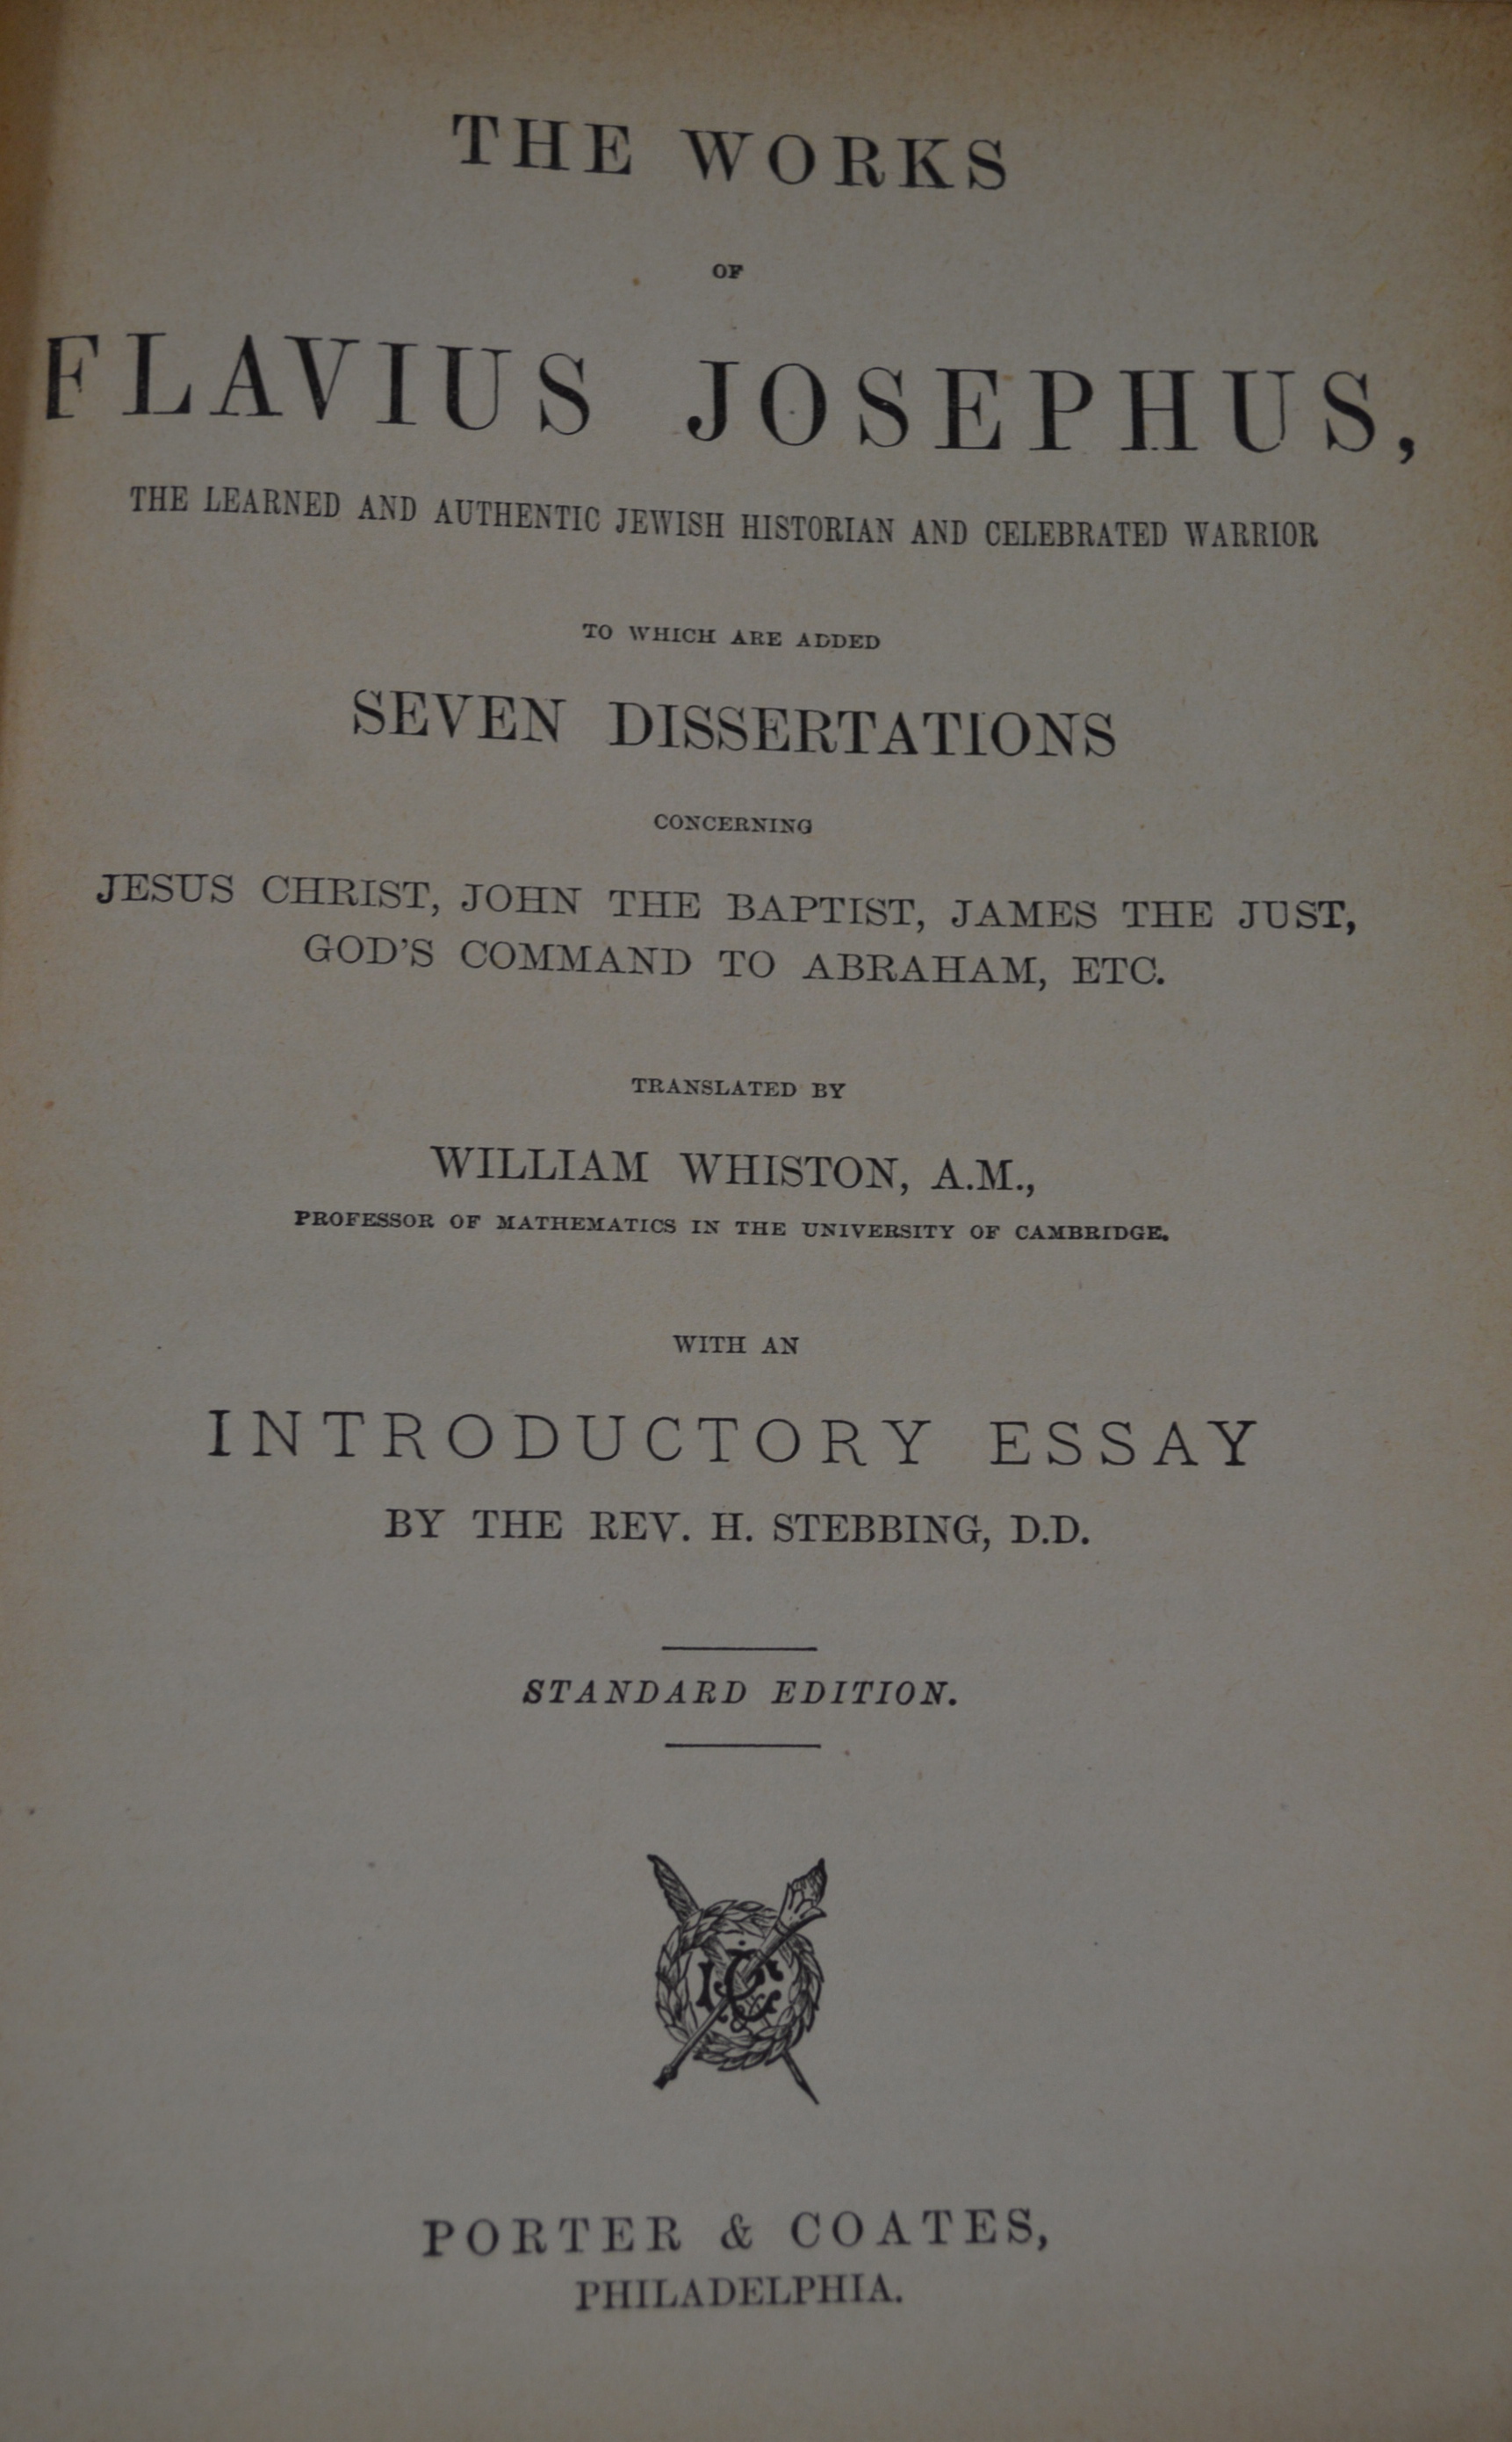 THE WORKS
OF
FLAVIUS JOSEPHUS,
THE LEARNED AND AUTHENTIC JEWISH HISTORIAN AND CELEBRATED WARRIOR
TO WHICH ARE ADDED
SEVEN DISSERTATIONS
CONCERNING
JESUS CHRIST, JOHN THE BAPTIST, JAMES THE JUST,
GOD'S COMMAND TO ABRAHAM, ETC.
TRANSLATED BY
WILLIAM WHISTON, A.M.,
PROFESSOR OF MATHEMATICS IN THE UNIVERSITY OF CAMBRIDGE.
WITH AN
INTRODUCTORY ESSAY
BY THE REV. H. STEBBING, D.D.
STANDARD EDITION.
PORTER & COATES,
PHILADELPHIA.